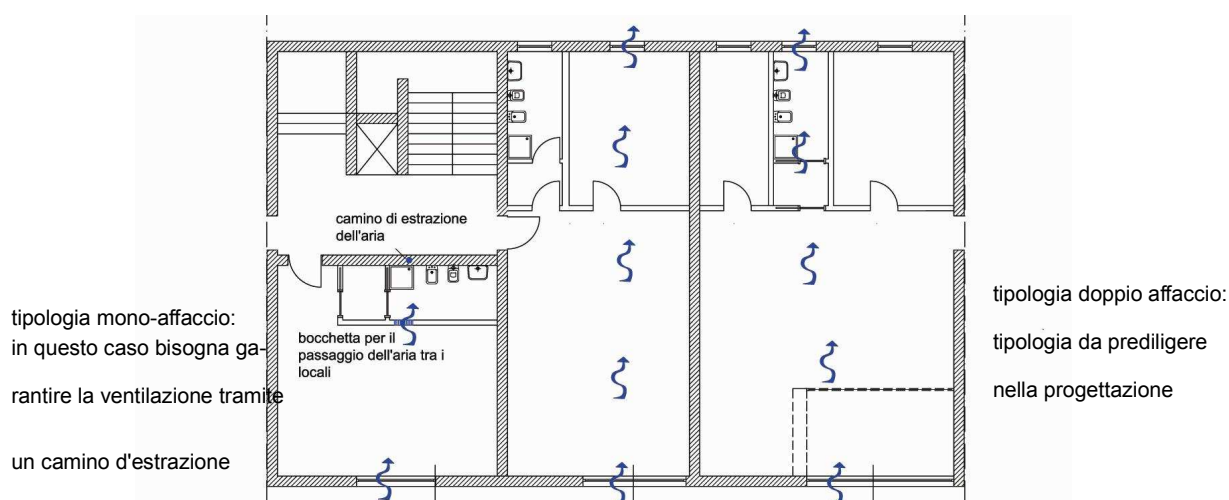 camino di estrazione
dell'aria
tipologia mono-affaccio:
in questo caso bisogna ga-
rantire la ventilazione tramite
un camino d'estrazione
bocchetta per il
passaggio dell'aria tra i
locali
tipologia doppio affaccio:
tipologia da prediligere
nella progettazione